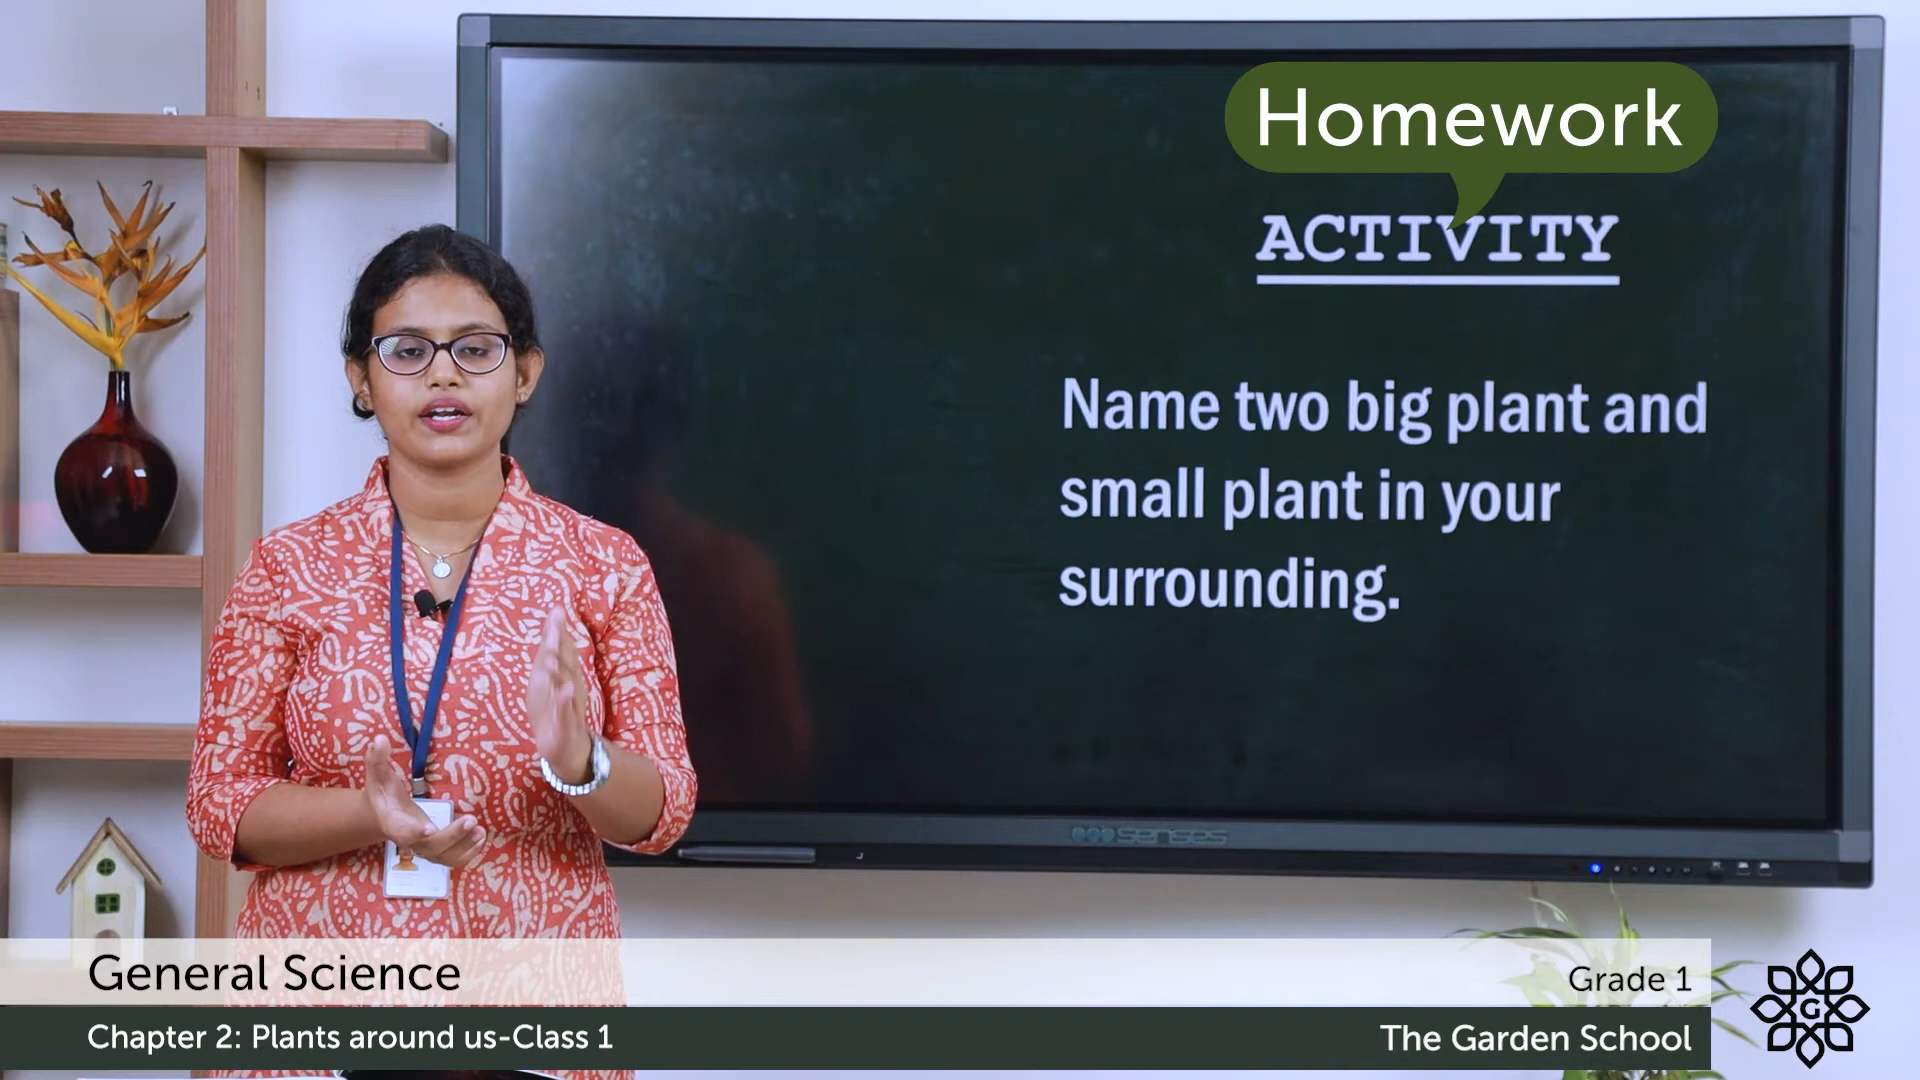 Homework
ACTIVITY
Name two big plant and
small plant in your
surrounding.
senses
General Science
Grade 1
Chapter 2: Plants around us-Class 1
The Garden School
G